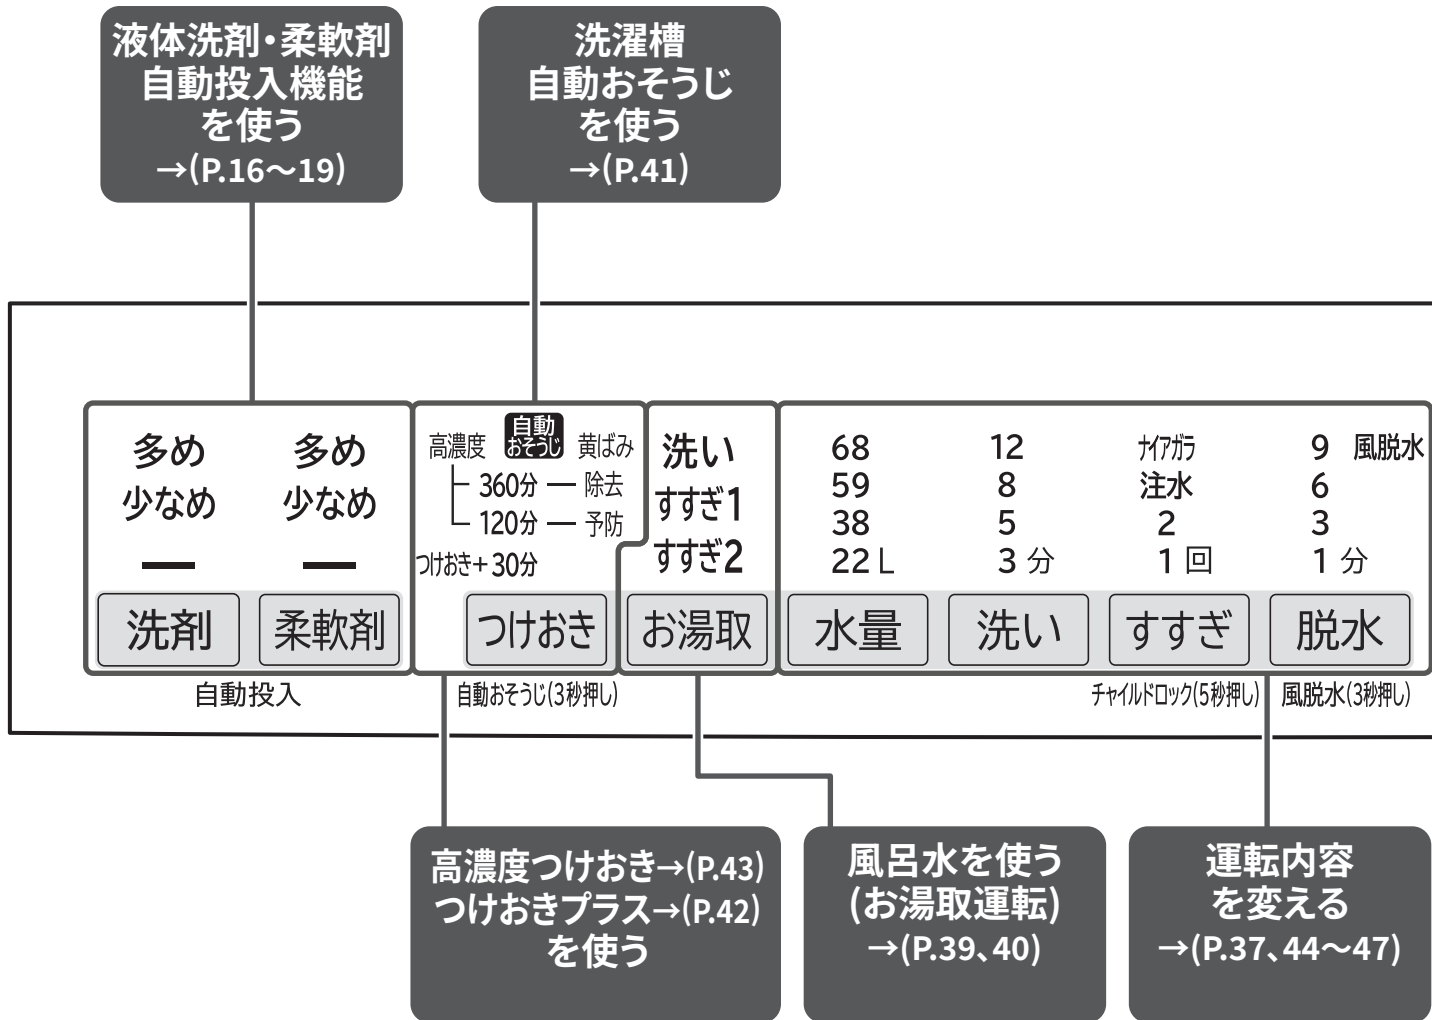 液体洗剤・柔軟剤
自動投入機能
を使う
→(P.16～19)
洗濯槽
自動おそうじ
を使う
→(P.41)
多め
少なめ
多め
少なめ
高濃度
自動
おそうじ
黄ばみ
360分 ー 除去
120分 ー 予防
つけおき+30分
洗い
すすぎ1
すすぎ2
68
59
38
22 L
12
8
5
3 分
ナイアガラ
注水
2
1 回
9 風脱水
6
3
1 分
洗剤
柔軟剤
つけおき
お湯取
水量
洗い
すすぎ
脱水
自動投入
自動おそうじ(3秒押し)
チャイルドロック(5秒押し)
風脱水(3秒押し)
高濃度つけおき→(P.43)
つけおきプラス→(P.42)
を使う
風呂水を使う
(お湯取運転)
→(P.39、40)
運転内容
を変える
→(P.37、44～47)